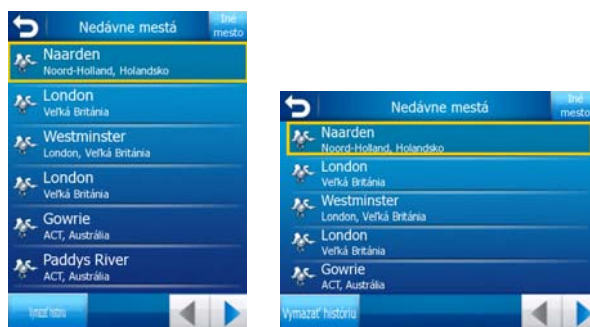 Nedávne mestá
Iné
mesto
Naarden
Noord-Holland, Holandsko
London
Veľká Británia
Westminster
London, Veľká Británia
London
Veľká Británia
Gowrie
ACT, Austrália
Paddys River
ACT, Austrália
Vymazať históriu
Nedávne mestá
Iné
mesto
Naarden
Noord-Holland, Holandsko
London
Veľká Británia
Westminster
London, Veľká Británia
London
Veľká Británia
Gowrie
ACT, Austrália
Vymazať históriu